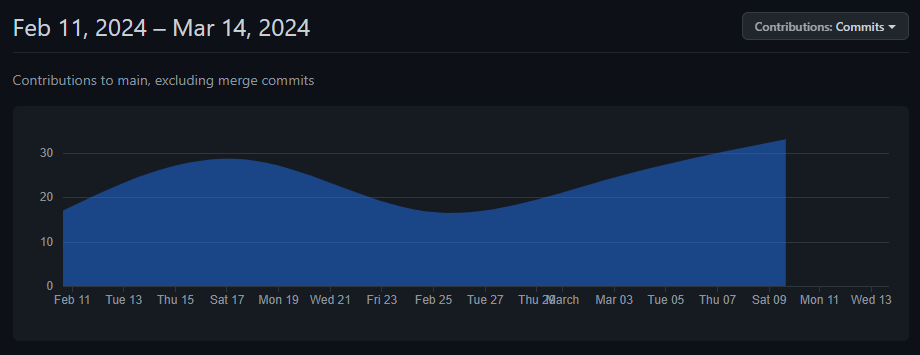 Feb 11, 2024 – Mar 14, 2024
Contributions: Commits
Contributions to main, excluding merge commits
30
20
10
0
Feb 11 Tue 13 Thu 15 Sat 17 Mon 19 Wed 21 Fri 23 Feb 25 Tue 27 Thu 29 March Mar 03 Tue 05 Thu 07 Sat 09 Mon 11 Wed 13